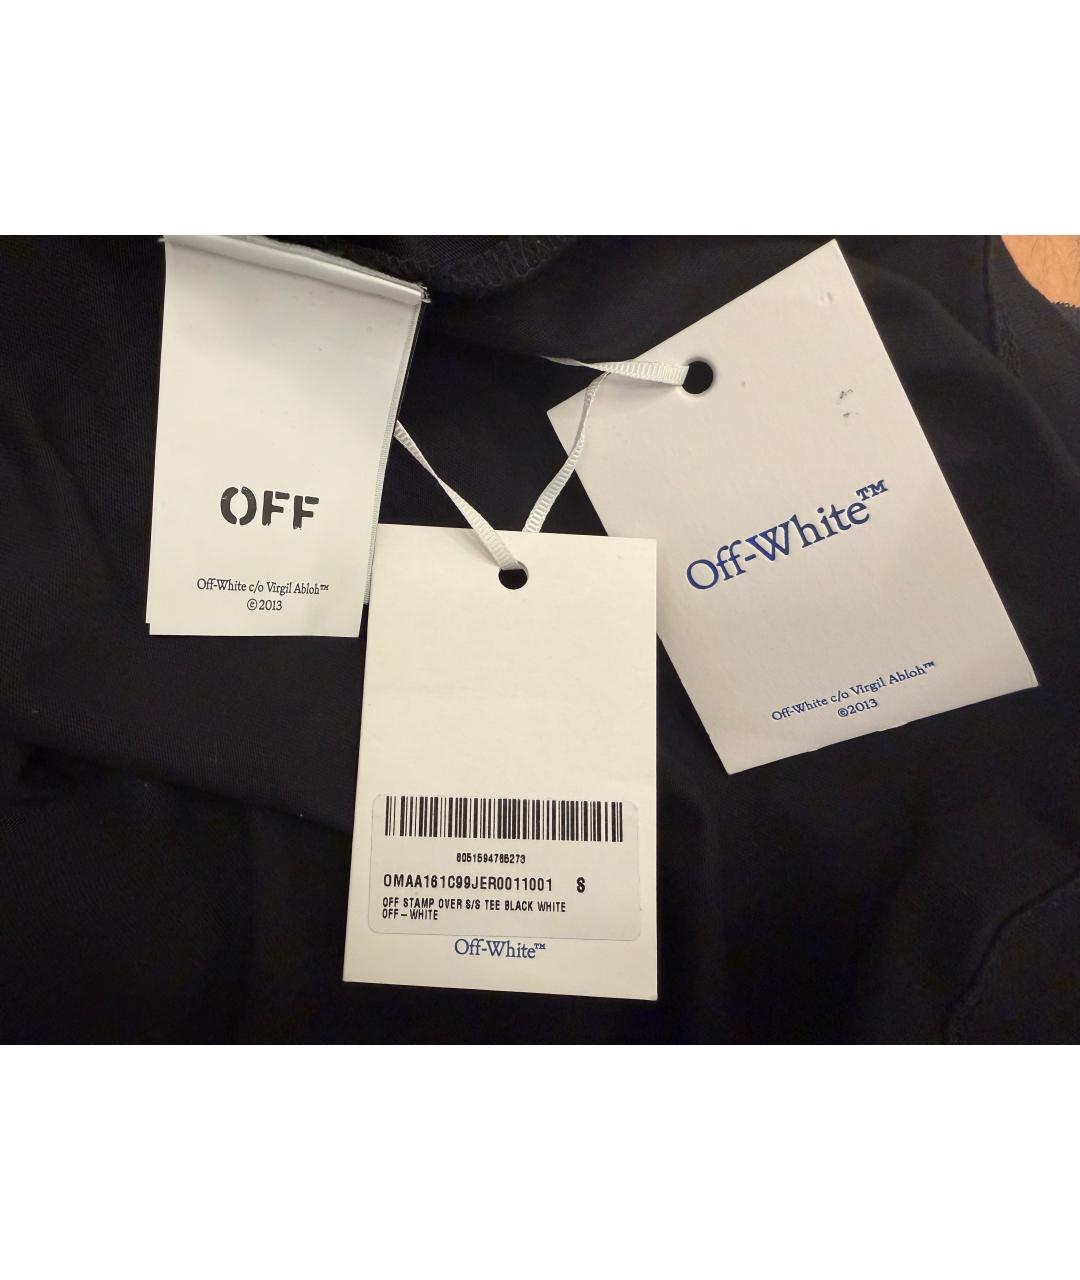 OFF
Off-White c/o Virgil Abloh™
©2013
Off-White™
Off-White c/o Virgil Abloh™
©2013
8051594765273
OMAA161C99JER0011001 S
OFF STAMP OVER S/S TEE BLACK WHITE
OFF-WHITE
Off-White™